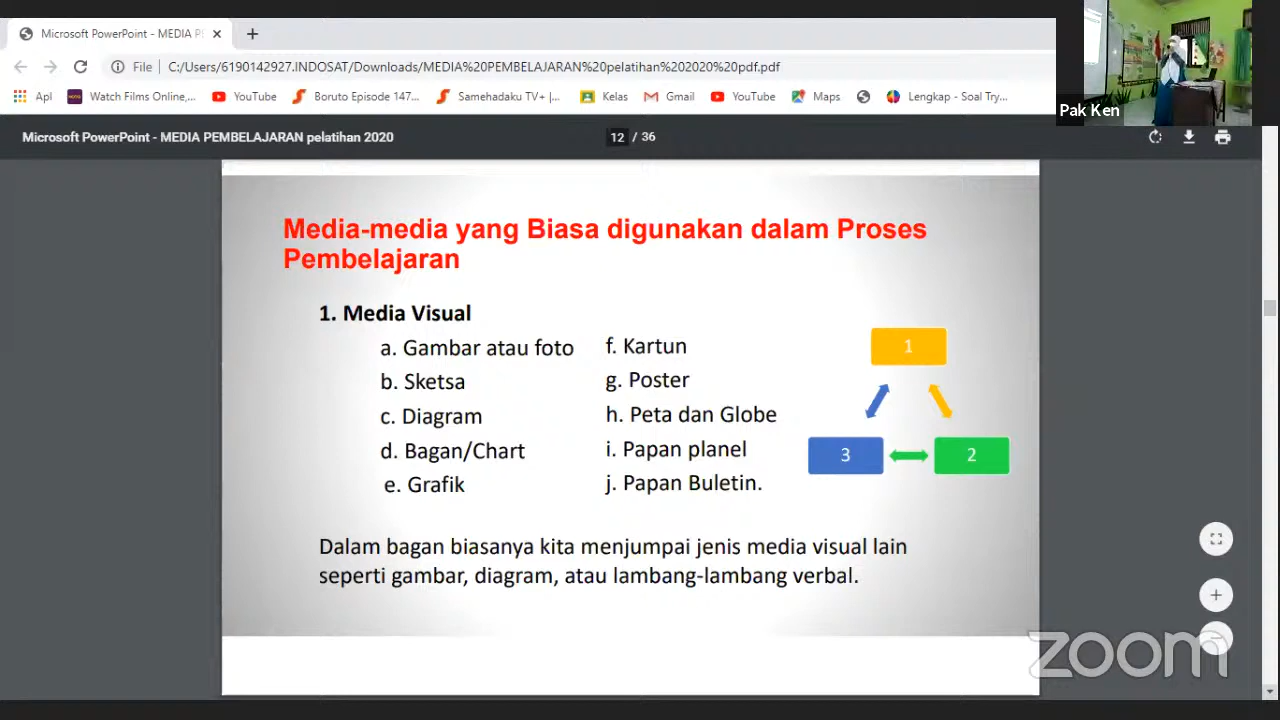 Microsoft PowerPoint - MEDIA P
File
C:/Users/6190142927.INDOSAT/Downloads/MEDIA%20PEMBELAJARAN%20pelatihan%202020%20pdf.pdf
Apl
Watch Films Online,...
YouTube
Boruto Episode 147...
Samehadaku TV+ |...
Kelas
Gmail
YouTube
Maps
Lengkap - Soal Try...
Pak Ken
Microsoft PowerPoint - MEDIA PEMBELAJARAN pelatihan 2020
12 / 36
Media-media yang Biasa digunakan dalam Proses
Pembelajaran
1. Media Visual
a. Gambar atau foto
b. Sketsa
c. Diagram
d. Bagan/Chart
e. Grafik
f. Kartun
g. Poster
h. Peta dan Globe
i. Papan planel
j. Papan Buletin.
1
3
2
Dalam bagan biasanya kita menjumpai jenis media visual lain
seperti gambar, diagram, atau lambang-lambang verbal.
zoom